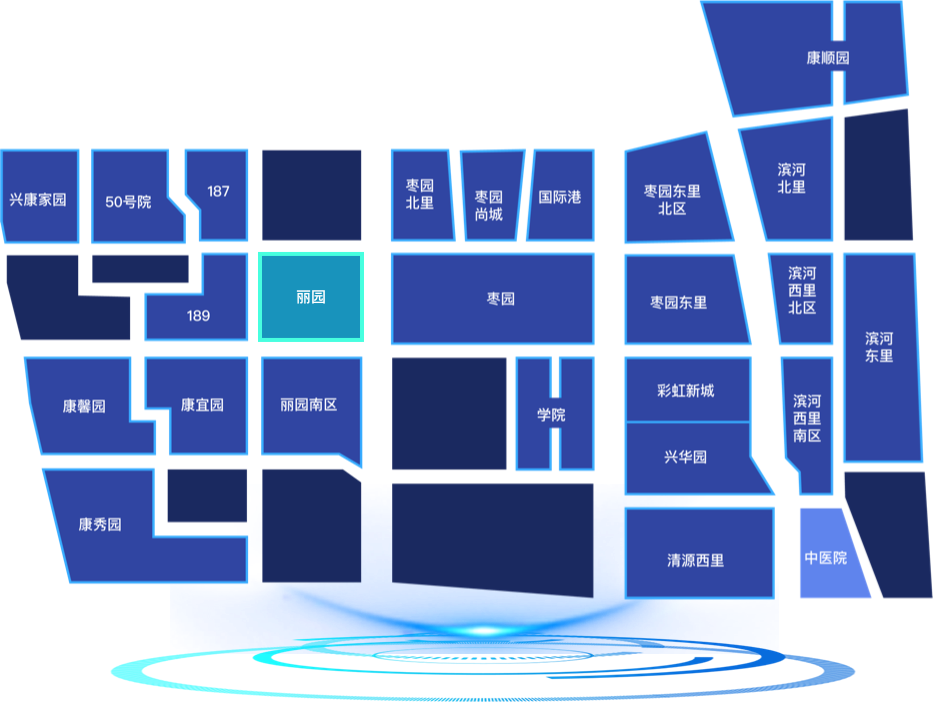 康顺园
兴康家园
50号院
187
枣园
北里
枣园
尚城
国际港
枣园东里
北区
滨河
北里
189
丽园
枣园
枣园东里
滨河
西里
北区
滨河
东里
康馨园
康宜园
丽园南区
学院
彩虹新城
兴华园
滨河
西里
南区
康秀园
清源西里
中医院